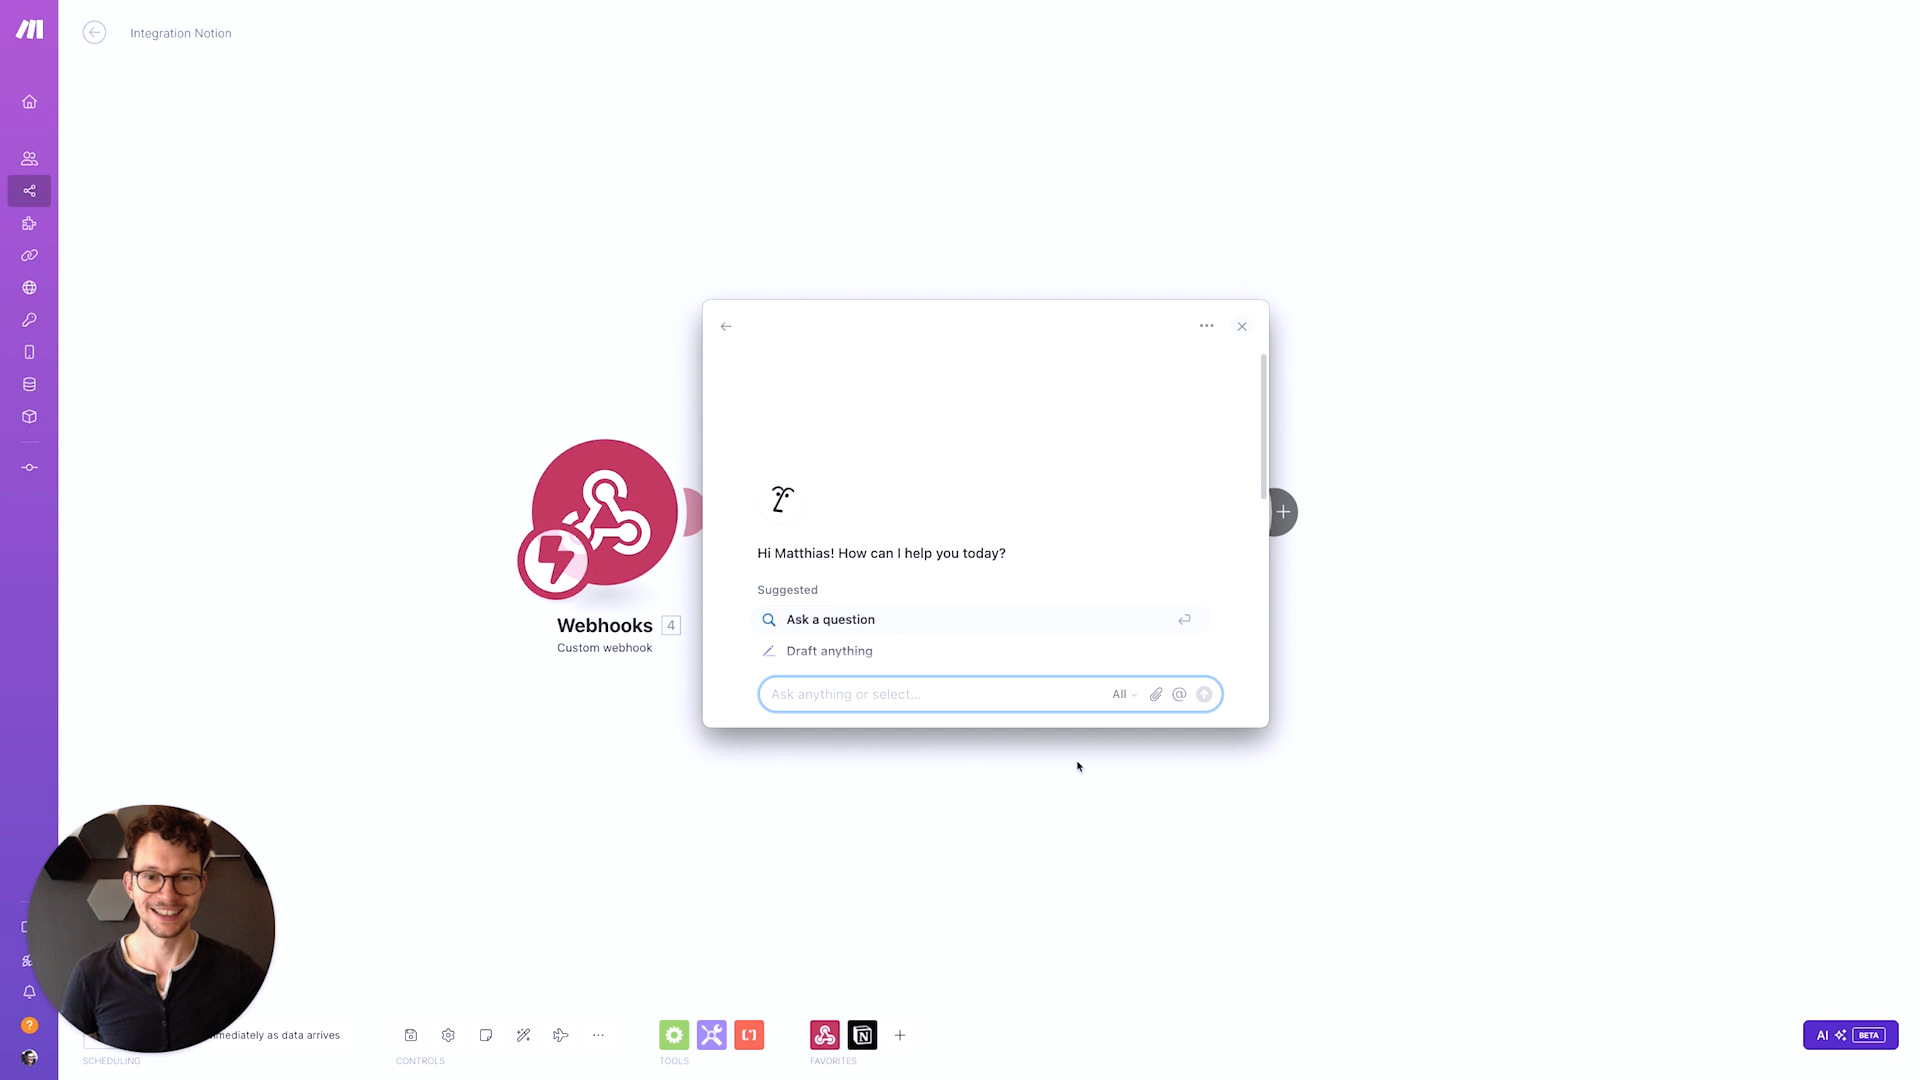 Integration Notion
Hi Matthias! How can I help you today?
Suggested
Ask a question
Draft anything
Ask anything or select...
All
Webhooks 4
Custom webhook
mediately as data arrives
SCHEDULING
CONTROLS
TOOLS
FAVORITES
AI BETA